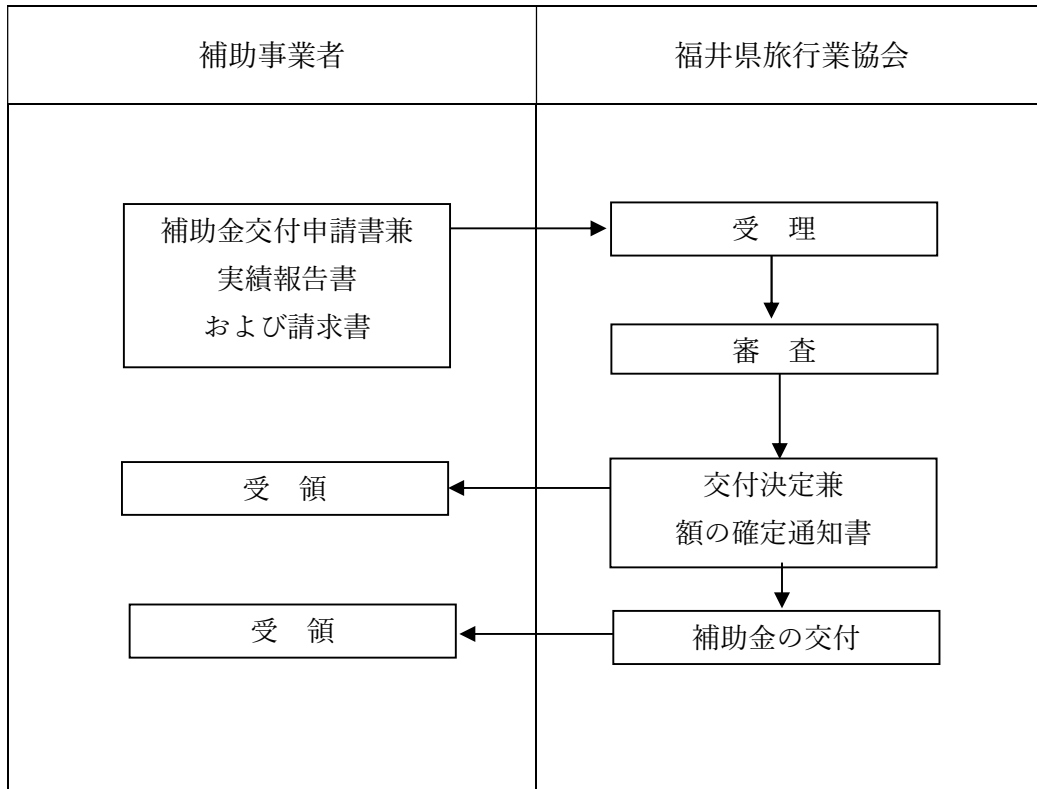 補助事業者
福井県旅行業協会
補助金交付申請書兼
実績報告書
および請求書
受　理
審　査
交付決定兼
額の確定通知書
受　領
補助金の交付
受　領